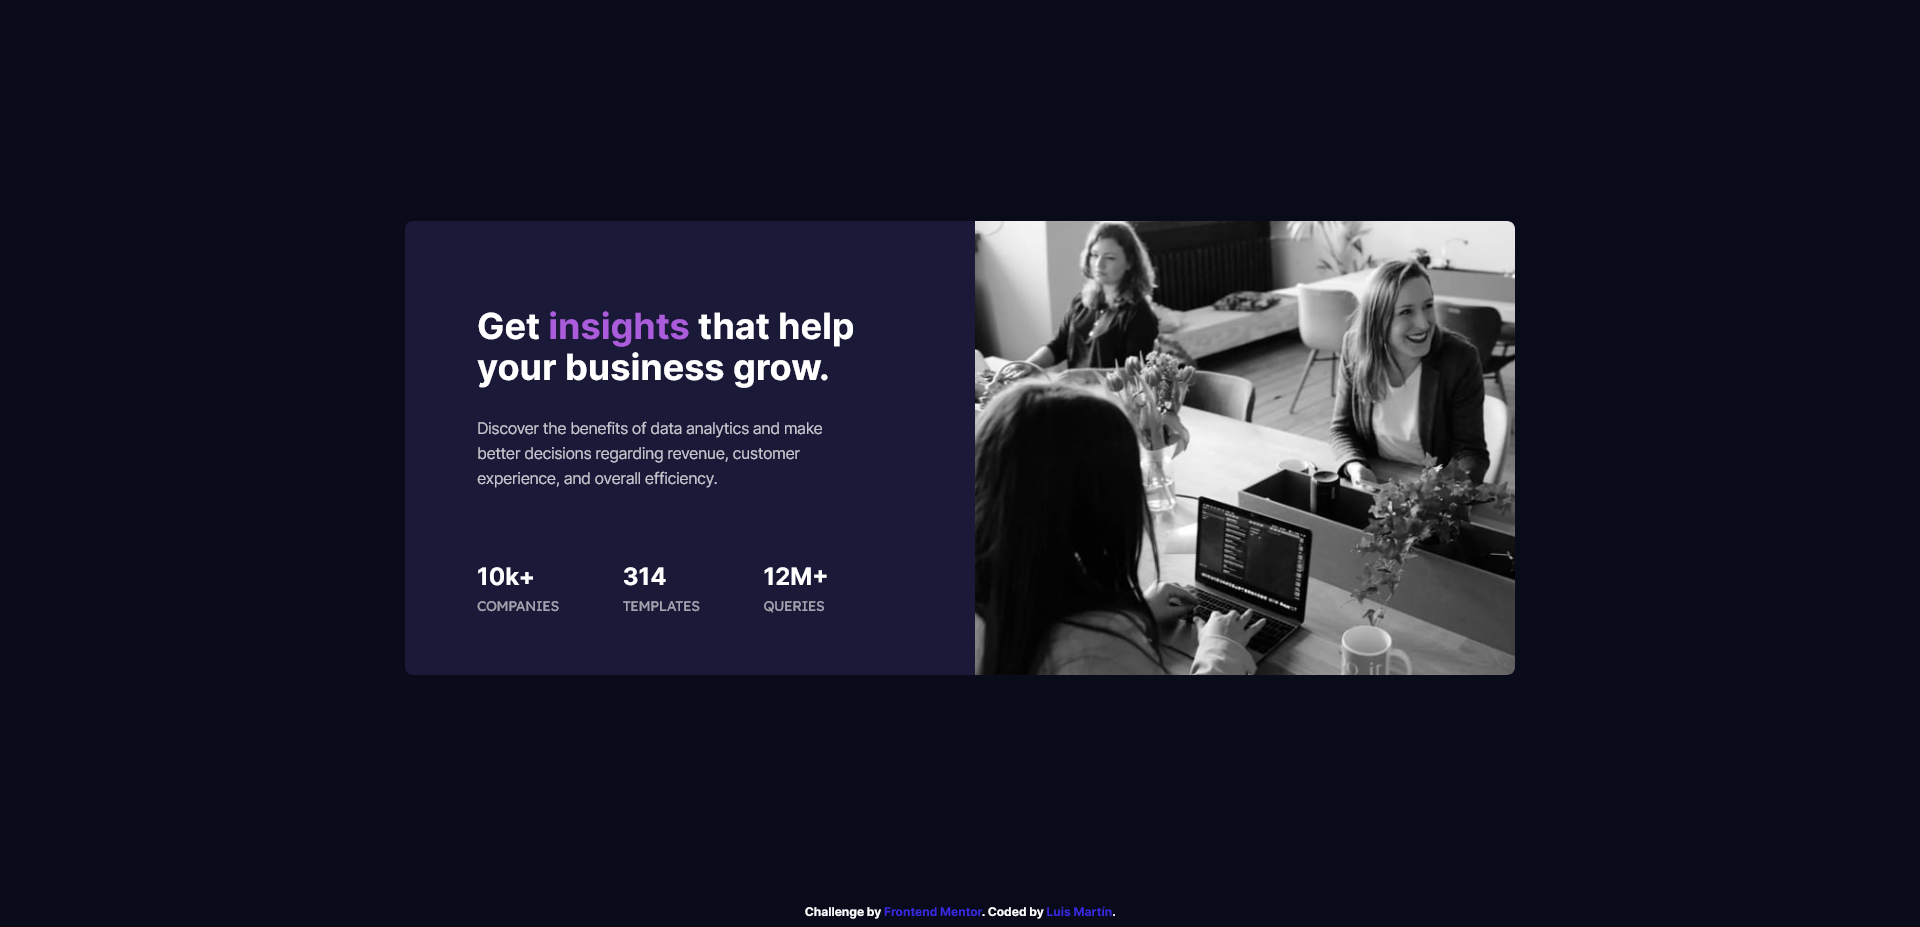 Get insights that help
your business grow.
Discover the benefits of data analytics and make
better decisions regarding revenue, customer
experience, and overall efficiency.
10k+
COMPANIES
314
TEMPLATES
12M+
QUERIES
Challenge by Frontend Mentor. Coded by Luis Martín.